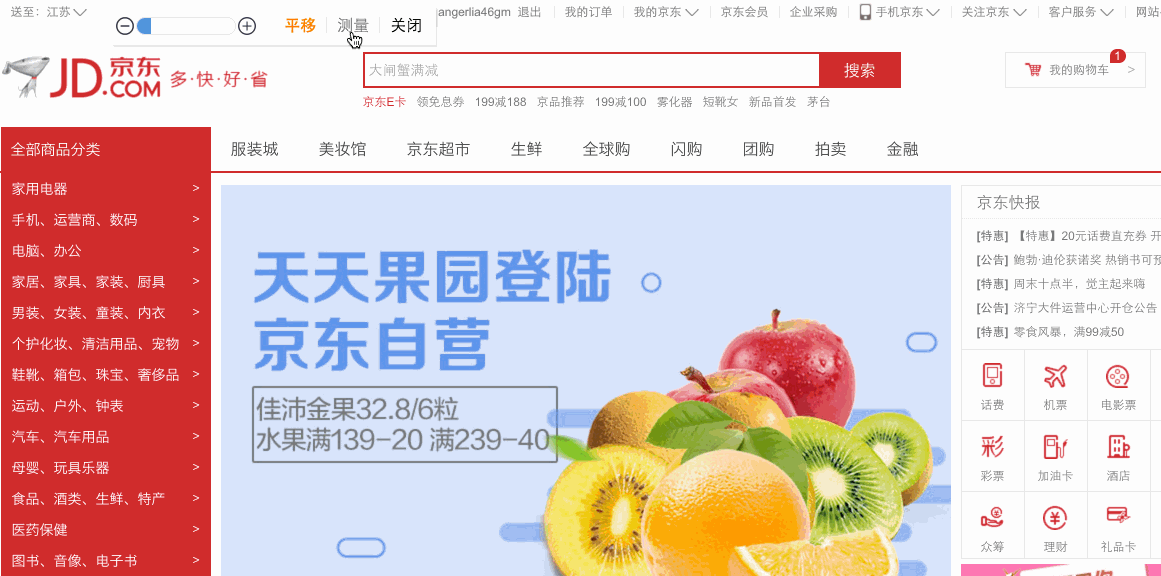 送至：江苏
平移 测量 关闭
angerlia46gm 退出 我的订单 我的京东 京东会员 企业采购 手机京东 关注京东 客户服务 网站
JD.COM 京东 多·快·好·省
大闸蟹满减 搜索
1
我的购物车 >
京东E卡 领免息券 199减188 京品推荐 199减100 雾化器 短靴女 新品首发 茅台
全部商品分类 服装城 美妆馆 京东超市 生鲜 全球购 闪购 团购 拍卖 金融
家用电器 >
手机、运营商、数码 >
电脑、办公 >
家居、家具、家装、厨具 >
男装、女装、童装、内衣 >
个护化妆、清洁用品、宠物 >
鞋靴、箱包、珠宝、奢侈品 >
运动、户外、钟表 >
汽车、汽车用品 >
母婴、玩具乐器 >
食品、酒类、生鲜、特产 >
医药保健 >
图书、音像、电子书 >
天天果园登陆
京东自营
佳沛金果32.8/6粒
水果满139-20 满239-40
京东快报
[特惠] 【特惠】20元话费直充券 开
[公告] 鲍勃·迪伦获诺奖 热销书可预
[特惠] 周末十点半，觉主起来嗨
[公告] 济宁大件运营中心开仓公告
[特惠] 零食风暴，满99减50
话费 机票 电影票
彩
彩票 加油卡 酒店
众筹 理财 礼品卡